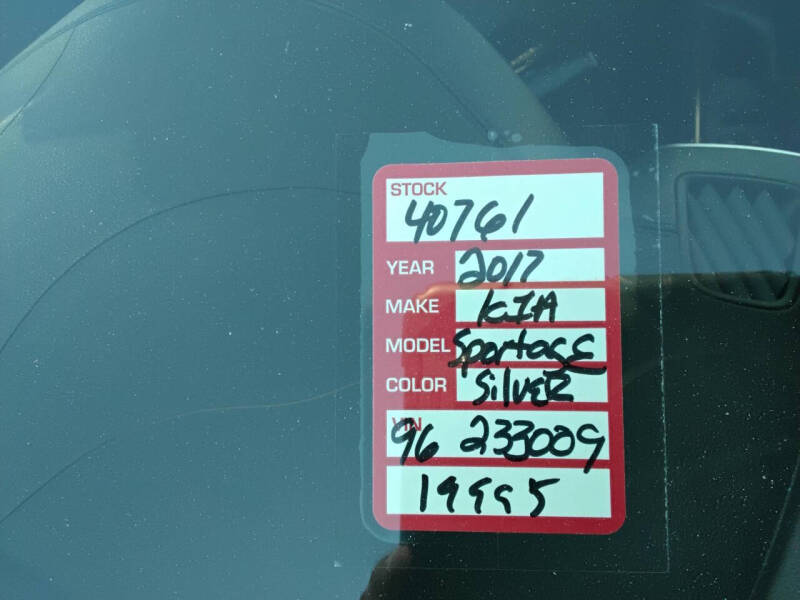 STOCK
40761
YEAR 2017
MAKE KIA
MODEL Sportage
COLOR SilvER
VIN
96 233009
19995